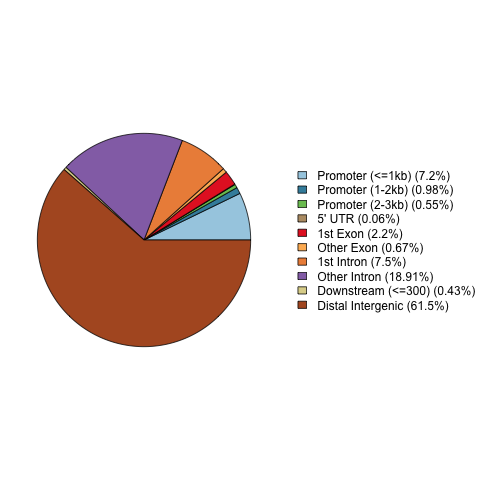 Promoter (<=1kb) (7.2%)
Promoter (1-2kb) (0.98%)
Promoter (2-3kb) (0.55%)
5' UTR (0.06%)
1st Exon (2.2%)
Other Exon (0.67%)
1st Intron (7.5%)
Other Intron (18.91%)
Downstream (<=300) (0.43%)
Distal Intergenic (61.5%)